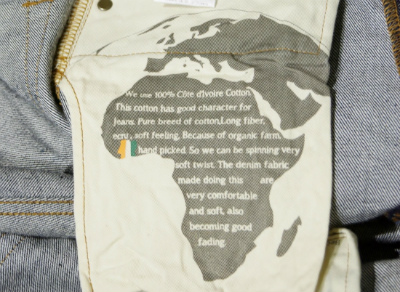 We use 100% Côte d'Ivoire Cotton.
This cotton has good character for
Jeans. Pure breed of cotton,Long fiber,
ecru, soft feeling. Because of organic farm,
hand picked. So we can be spinning very
soft twist. The denim fabric
made doing this are
very comfortable
and soft, also
becoming good
fading.